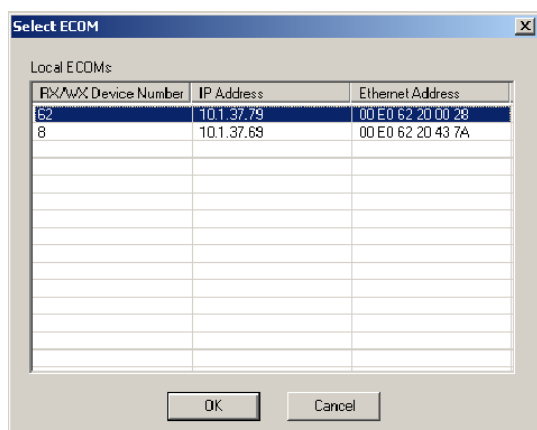 Select ECOM
Local ECOMs
RX/WX Device Number IP Address Ethernet Address
62 10.1.37.79 00 E0 62 20 00 28
8 10.1.37.69 00 E0 62 20 43 7A
OK Cancel